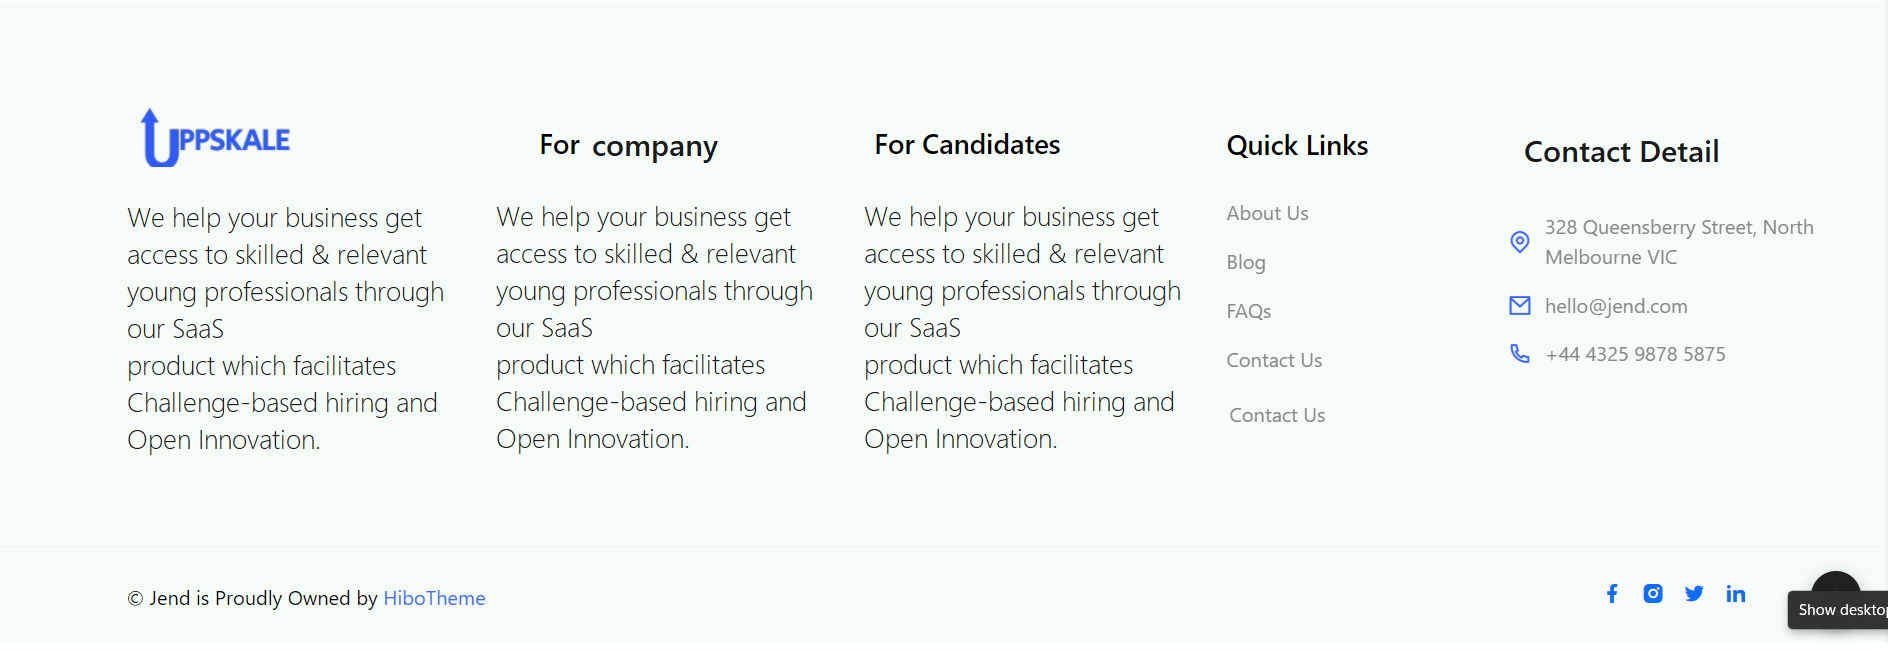 UPPSKALE
We help your business get
access to skilled & relevant
young professionals through
our SaaS
product which facilitates
Challenge-based hiring and
Open Innovation.
For company
We help your business get
access to skilled & relevant
young professionals through
our SaaS
product which facilitates
Challenge-based hiring and
Open Innovation.
For Candidates
We help your business get
access to skilled & relevant
young professionals through
our SaaS
product which facilitates
Challenge-based hiring and
Open Innovation.
Quick Links
About Us
Blog
FAQs
Contact Us
Contact Us
Contact Detail
328 Queensberry Street, North
Melbourne VIC
hello@jend.com
+44 4325 9878 5875
© Jend is Proudly Owned by HiboTheme
Show desktop